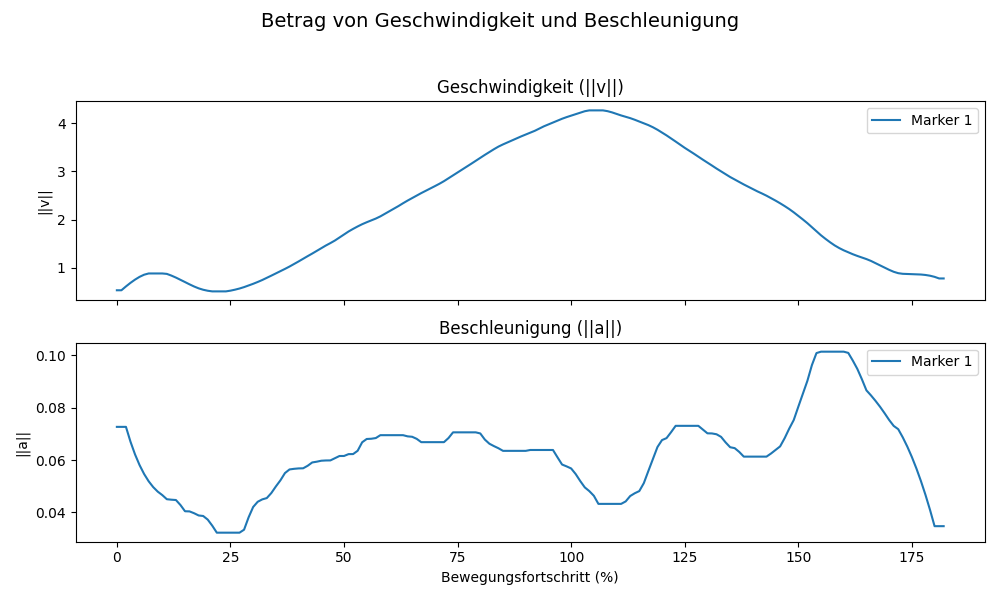 Betrag von Geschwindigkeit und Beschleunigung
Geschwindigkeit (||v||)
Marker 1
4
3
2
1
||v||
Beschleunigung (||a||)
Marker 1
0.10
0.08
0.06
0.04
||a||
0 25 50 75 100 125 150 175
Bewegungsfortschritt (%)